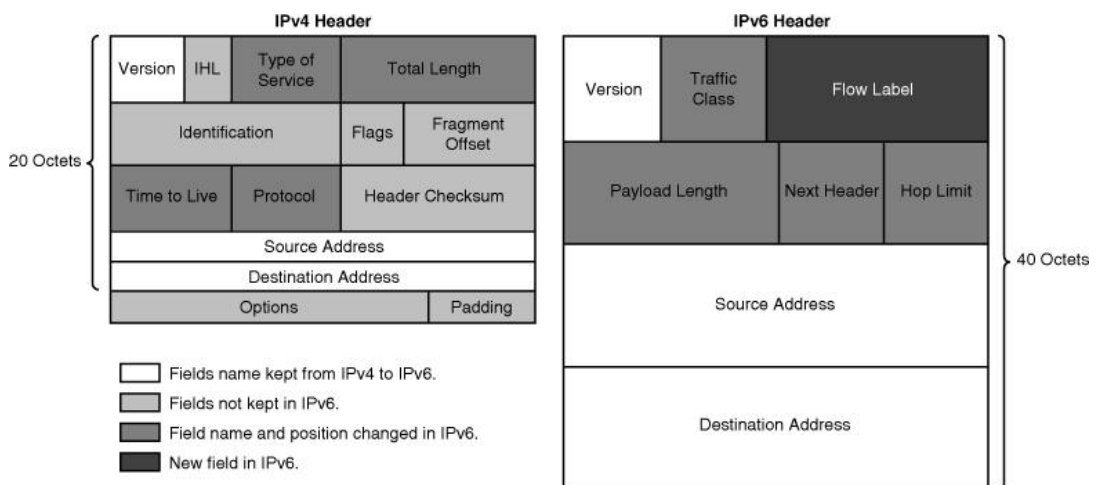 IPv4 Header
Version
IHL
Type of
Service
Total Length
Identification
Flags
Fragment
Offset
20 Octets
Time to Live
Protocol
Header Checksum
Source Address
Destination Address
Options
Padding
Fields name kept from IPv4 to IPv6.
Fields not kept in IPv6.
Field name and position changed in IPv6.
New field in IPv6.
IPv6 Header
Version
Traffic
Class
Flow Label
Payload Length
Next Header
Hop Limit
40 Octets
Source Address
Destination Address